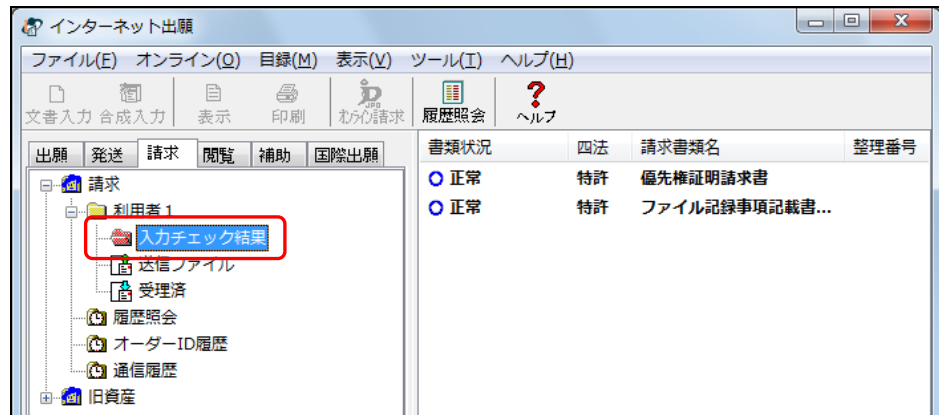 インターネット出願
ファイル(F) オンライン(O) 目録(M) 表示(V) ツール(T) ヘルプ(H)
文書入力 合成入力 表示 印刷 オンライン請求 履歴照会 ヘルプ
出願 発送 請求 閲覧 補助 国際出願
書類状況 四法 請求書類名 整理番号
正常 特許 優先権証明請求書
正常 特許 ファイル記録事項記載書...
請求
利用者1
入力チェック結果
送信ファイル
受理済
履歴照会
オーダーID履歴
通信履歴
旧資産